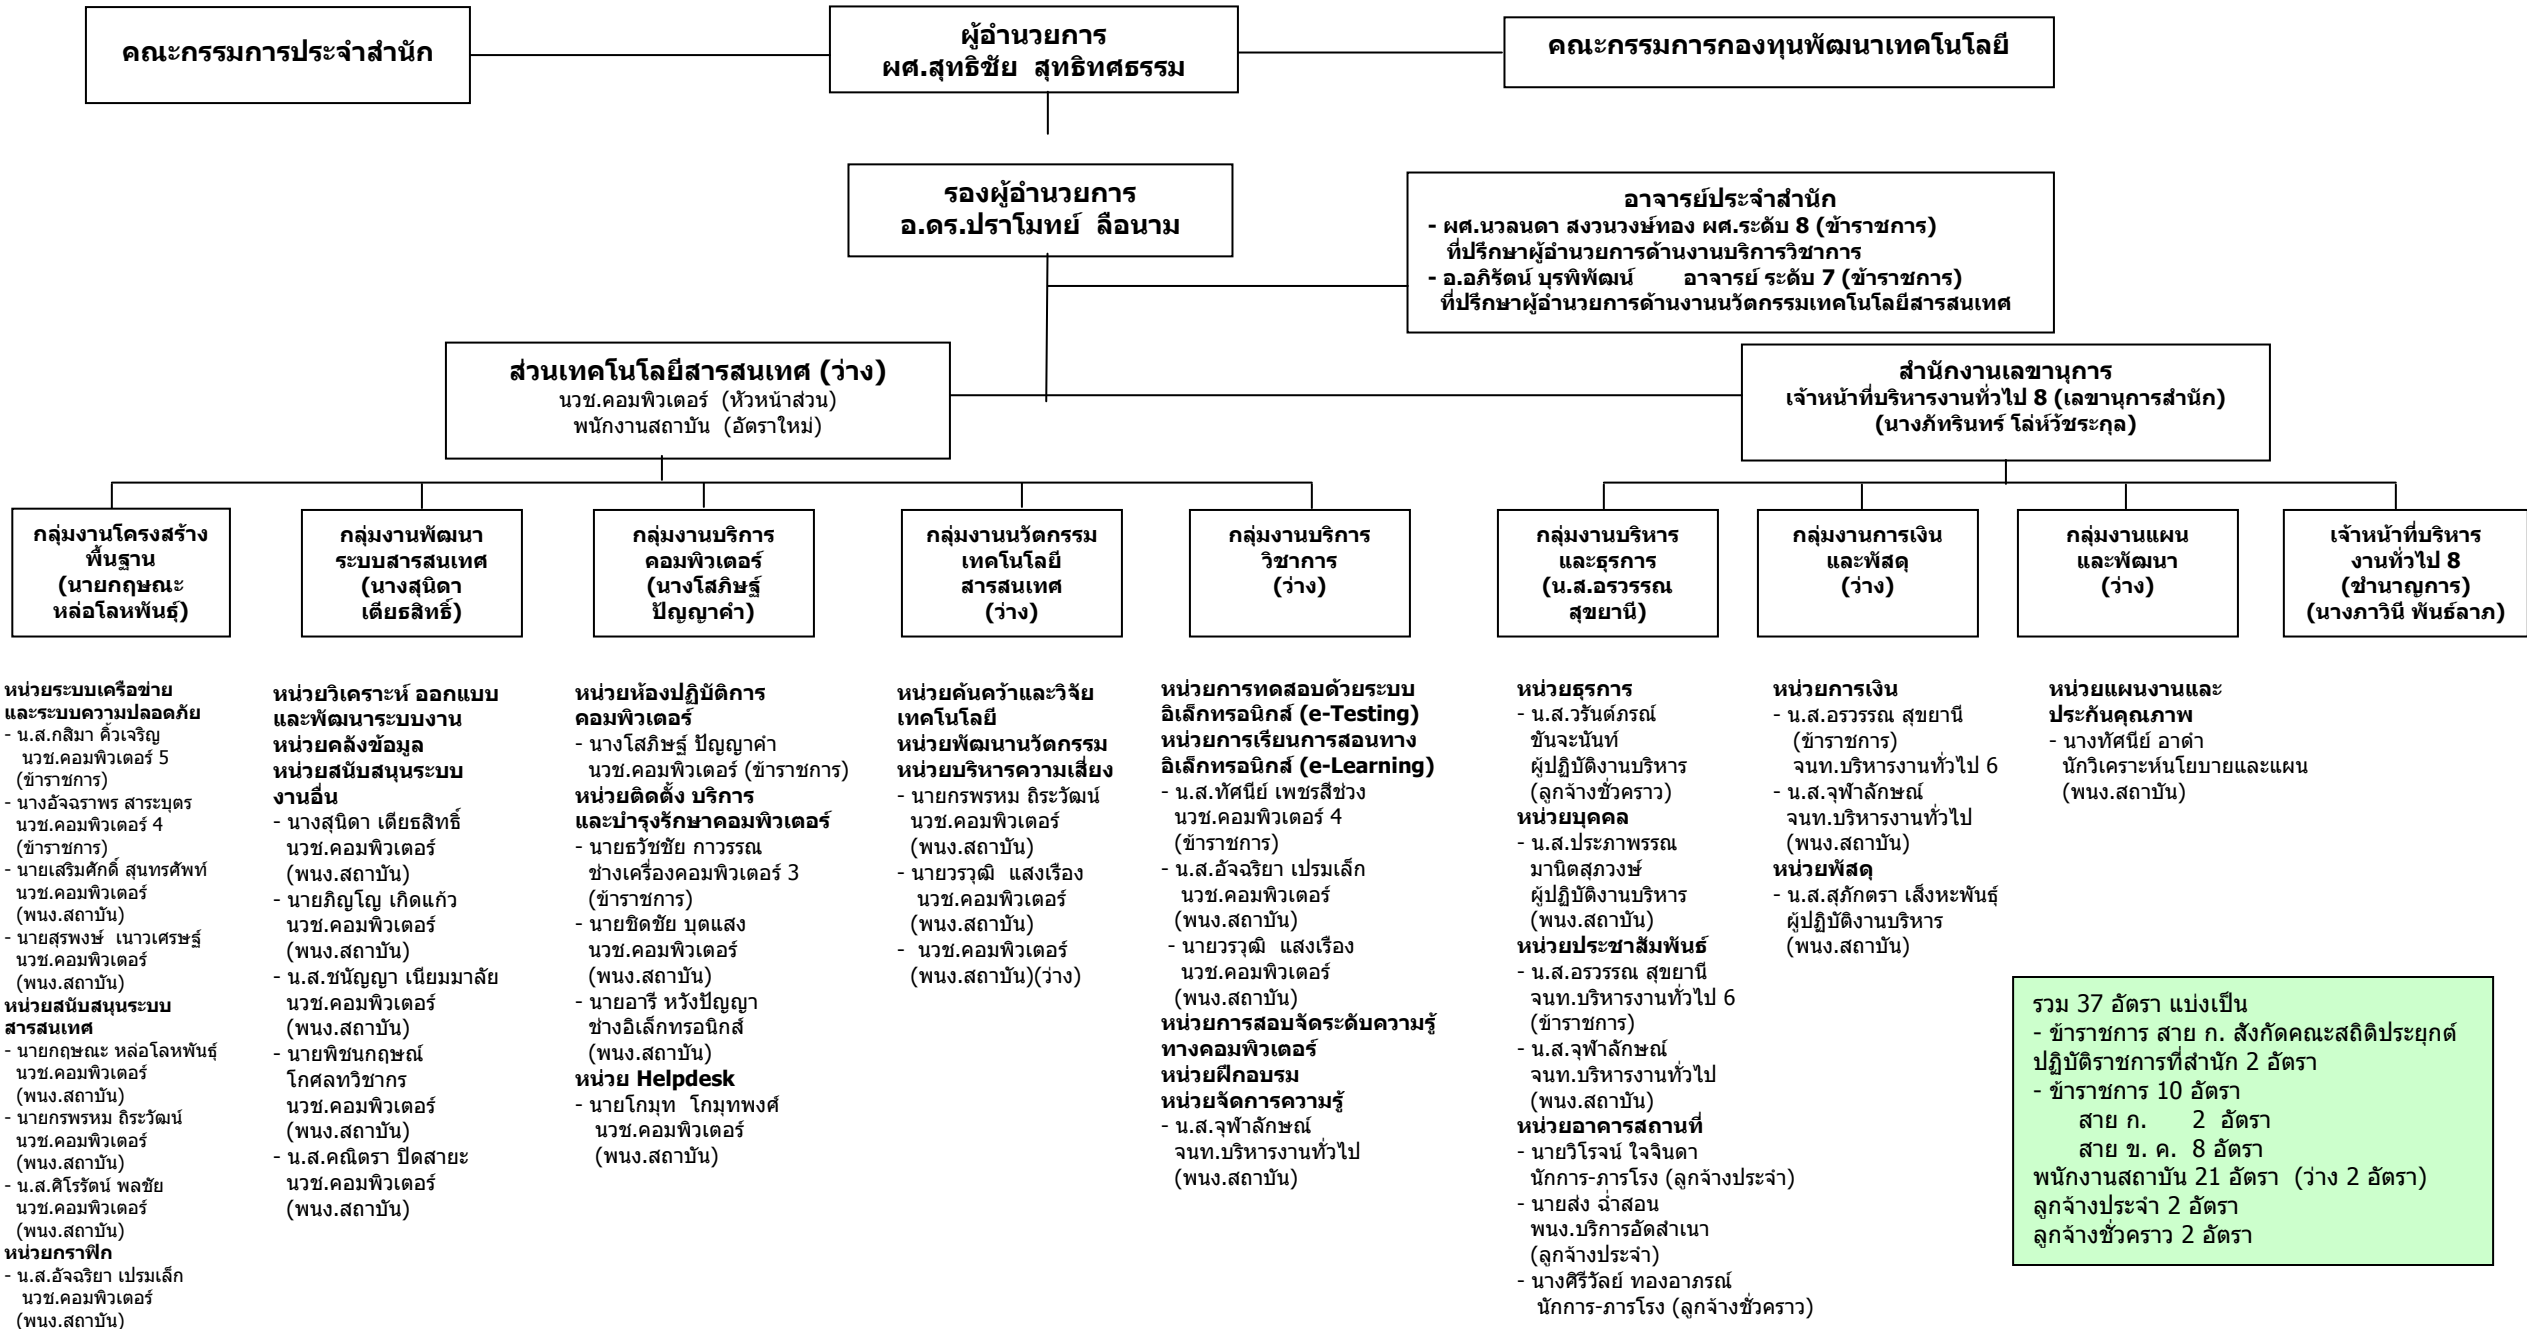 คณะกรรมการประจำสำนัก
ผู้อำนวยการ
ผศ.สุทธิชัย สุทธิทศธรรม
คณะกรรมการกองทุนพัฒนาเทคโนโลยี
รองผู้อำนวยการ
อ.ดร.ปราโมทย์ ลือนาม
อาจารย์ประจำสำนัก
- ผศ.นวลนดา สงวนวงษ์ทอง ผศ.ระดับ 8 (ข้าราชการ)
ที่ปรึกษาผู้อำนวยการด้านงานบริการวิชาการ
- อ.อภิรัตน์ บุรพิพัฒน์ อาจารย์ ระดับ 7 (ข้าราชการ)
ที่ปรึกษาผู้อำนวยการด้านงานนวัตกรรมเทคโนโลยีสารสนเทศ
ส่วนเทคโนโลยีสารสนเทศ (ว่าง)
นวช.คอมพิวเตอร์ (หัวหน้าส่วน)
พนักงานสถาบัน (อัตราใหม่)
สำนักงานเลขานุการ
เจ้าหน้าที่บริหารงานทั่วไป 8 (เลขานุการสำนัก)
(นางภัทรินทร์ โล่ห์วัชระกุล)
กลุ่มงานโครงสร้าง
พื้นฐาน
(นายกฤษณะ
หล่อโลหพันธุ์)
กลุ่มงานพัฒนา
ระบบสารสนเทศ
(นางสุนิดา
เตียธสิทธิ์)
กลุ่มงานบริการ
คอมพิวเตอร์
(นางโสภิษฐ์
ปัญญาคำ)
กลุ่มงานนวัตกรรม
เทคโนโลยี
สารสนเทศ
(ว่าง)
กลุ่มงานบริการ
วิชาการ
(ว่าง)
กลุ่มงานบริหาร
และธุรการ
(น.ส.อรวรรณ
สุขยานี)
กลุ่มงานการเงิน
และพัสดุ
(ว่าง)
กลุ่มงานแผน
และพัฒนา
(ว่าง)
เจ้าหน้าที่บริหาร
งานทั่วไป 8
(ชำนาญการ)
(นางภาวินี พันธ์ลาภ)
หน่วยระบบเครือข่าย
และระบบความปลอดภัย
- น.ส.กสิมา คิ้วเจริญ
นวช.คอมพิวเตอร์ 5
(ข้าราชการ)
- นางอัจฉราพร สาระบุตร
นวช.คอมพิวเตอร์ 4
(ข้าราชการ)
- นายเสริมศักดิ์ สุนทรศัพท์
นวช.คอมพิวเตอร์
(พนง.สถาบัน)
- นายสุรพงษ์ เนาวเศรษฐ์
นวช.คอมพิวเตอร์
(พนง.สถาบัน)
หน่วยสนับสนุนระบบ
สารสนเทศ
- นายกฤษณะ หล่อโลหพันธุ์
นวช.คอมพิวเตอร์
(พนง.สถาบัน)
- นายกรพรหม ถิระวัฒน์
นวช.คอมพิวเตอร์
(พนง.สถาบัน)
- น.ส.ศิโรรัตน์ พลชัย
นวช.คอมพิวเตอร์
(พนง.สถาบัน)
หน่วยกราฟิก
- น.ส.อัจฉริยา เปรมเล็ก
นวช.คอมพิวเตอร์
(พนง.สถาบัน)
หน่วยวิเคราะห์ ออกแบบ
และพัฒนาระบบงาน
หน่วยคลังข้อมูล
หน่วยสนับสนุนระบบ
งานอื่น
- นางสุนิดา เตียธสิทธิ์
นวช.คอมพิวเตอร์
(พนง.สถาบัน)
- นายภิญโญ เกิดแก้ว
นวช.คอมพิวเตอร์
(พนง.สถาบัน)
- น.ส.ชนัญญา เนียมมาลัย
นวช.คอมพิวเตอร์
(พนง.สถาบัน)
- นายพิชนกฤษณ์
โกศลทวิชากร
นวช.คอมพิวเตอร์
(พนง.สถาบัน)
- น.ส.คณิตรา ปิดสายะ
นวช.คอมพิวเตอร์
(พนง.สถาบัน)
หน่วยห้องปฏิบัติการ
คอมพิวเตอร์
- นางโสภิษฐ์ ปัญญาคำ
นวช.คอมพิวเตอร์ (ข้าราชการ)
หน่วยติดตั้ง บริการ
และบำรุงรักษาคอมพิวเตอร์
- นายธวัชชัย กาวรรณ
ช่างเครื่องคอมพิวเตอร์ 3
(ข้าราชการ)
- นายชิดชัย บุตแสง
นวช.คอมพิวเตอร์
(พนง.สถาบัน)
- นายอารี หวังปัญญา
ช่างอิเล็กทรอนิกส์
(พนง.สถาบัน)
หน่วย Helpdesk
- นายโกมุท โกมุทพงศ์
นวช.คอมพิวเตอร์
(พนง.สถาบัน)
หน่วยค้นคว้าและวิจัย
เทคโนโลยี
หน่วยพัฒนานวัตกรรม
หน่วยบริหารความเสี่ยง
- นายกรพรหม ถิระวัฒน์
นวช.คอมพิวเตอร์
(พนง.สถาบัน)
- นายวรวุฒิ แสงเรือง
นวช.คอมพิวเตอร์
(พนง.สถาบัน)
- นวช.คอมพิวเตอร์
(พนง.สถาบัน)(ว่าง)
หน่วยการทดสอบด้วยระบบ
อิเล็กทรอนิกส์ (e-Testing)
หน่วยการเรียนการสอนทาง
อิเล็กทรอนิกส์ (e-Learning)
- น.ส.ทัศนีย์ เพชรสีช่วง
นวช.คอมพิวเตอร์ 4
(ข้าราชการ)
- น.ส.อัจฉริยา เปรมเล็ก
นวช.คอมพิวเตอร์
(พนง.สถาบัน)
- นายวรวุฒิ แสงเรือง
นวช.คอมพิวเตอร์
(พนง.สถาบัน)
หน่วยการสอบจัดระดับความรู้
ทางคอมพิวเตอร์
หน่วยฝึกอบรม
หน่วยจัดการความรู้
- น.ส.จุฬาลักษณ์
จนท.บริหารงานทั่วไป
(พนง.สถาบัน)
หน่วยธุรการ
- น.ส.วรันต์ภรณ์
ขันจะนันท์
ผู้ปฏิบัติงานบริหาร
(ลูกจ้างชั่วคราว)
หน่วยบุคคล
- น.ส.ประภาพรรณ
มานิตสุภวงษ์
ผู้ปฏิบัติงานบริหาร
(พนง.สถาบัน)
หน่วยประชาสัมพันธ์
- น.ส.อรวรรณ สุขยานี
จนท.บริหารงานทั่วไป 6
(ข้าราชการ)
- น.ส.จุฬาลักษณ์
จนท.บริหารงานทั่วไป
(พนง.สถาบัน)
หน่วยอาคารสถานที่
- นายวิโรจน์ ใจจินดา
นักการ-ภารโรง (ลูกจ้างประจำ)
- นายส่ง ฉ่ำสอน
พนง.บริการอัดสำเนา
(ลูกจ้างประจำ)
- นางศิรีวัลย์ ทองอาภรณ์
นักการ-ภารโรง (ลูกจ้างชั่วคราว)
หน่วยการเงิน
- น.ส.อรวรรณ สุขยานี
(ข้าราชการ)
จนท.บริหารงานทั่วไป 6
- น.ส.จุฬาลักษณ์
จนท.บริหารงานทั่วไป
(พนง.สถาบัน)
หน่วยพัสดุ
- น.ส.สุภักตรา เส็งหะพันธุ์
ผู้ปฏิบัติงานบริหาร
(พนง.สถาบัน)
หน่วยแผนงานและ
ประกันคุณภาพ
- นางทัศนีย์ อาดำ
นักวิเคราะห์นโยบายและแผน
(พนง.สถาบัน)
รวม 37 อัตรา แบ่งเป็น
- ข้าราชการ สาย ก. สังกัดคณะสถิติประยุกต์
ปฏิบัติราชการที่สำนัก 2 อัตรา
- ข้าราชการ 10 อัตรา
สาย ก. 2 อัตรา
สาย ข. ค. 8 อัตรา
พนักงานสถาบัน 21 อัตรา (ว่าง 2 อัตรา)
ลูกจ้างประจำ 2 อัตรา
ลูกจ้างชั่วคราว 2 อัตรา